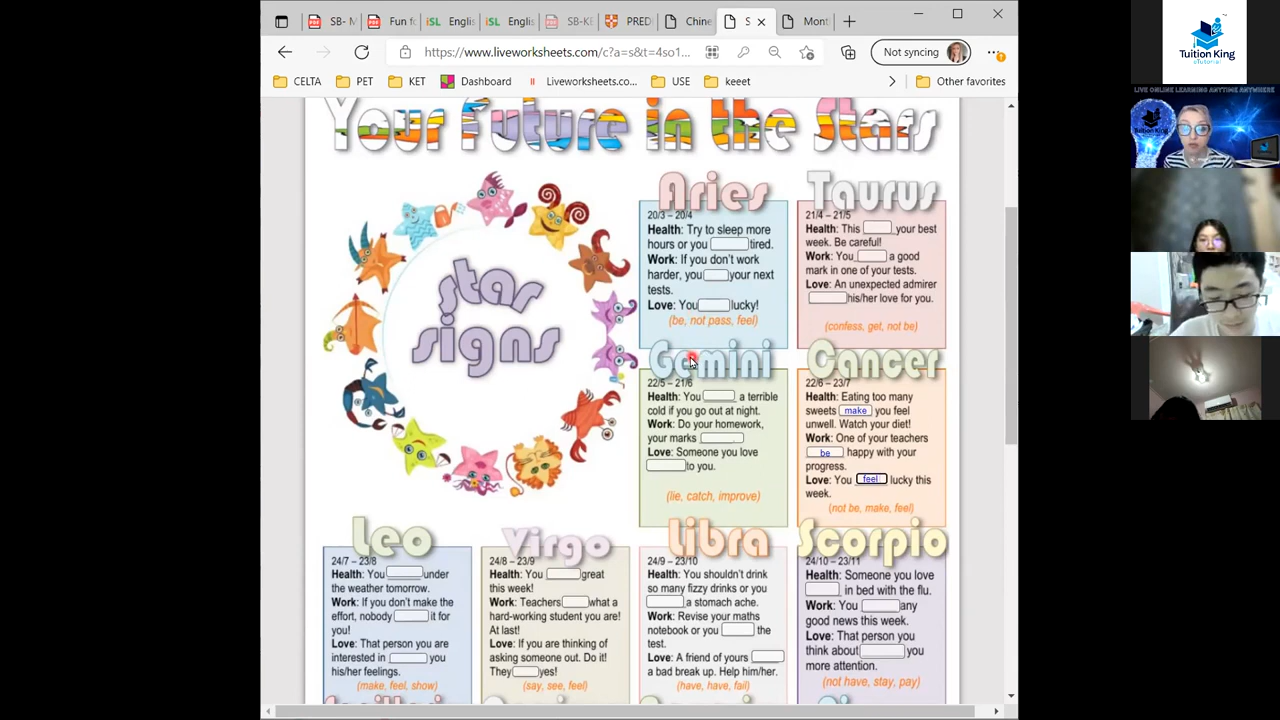 SB- M
Fun fo
iSL Englis
iSL Englis
SB-KE
PRED
Chine
S
Mont
https://www.liveworksheets.com/c?a=s&t=4so1...
Not syncing
CELTA
PET
KET
Dashboard
Liveworksheets.co...
USE
keeet
Other favorites
Your Future in the Stars
star
signs
Aries
20/3 – 20/4
Health: Try to sleep more
hours or you tired.
Work: If you don't work
harder, you your next
tests.
Love: You lucky!
(be, not pass, feel)
Taurus
21/4 – 21/5
Health: This your best
week. Be careful!
Work: You a good
mark in one of your tests.
Love: An unexpected admirer
his/her love for you.
(confess, get, not be)
Gemini
22/5 – 21/6
Health: You a terrible
cold if you go out at night.
Work: Do your homework,
your marks
Love: Someone you love
to you.
(lie, catch, improve)
Cancer
22/6 – 23/7
Health: Eating too many
sweets make you feel
unwell. Watch your diet!
Work: One of your teachers
be happy with your
progress.
Love: You feel lucky this
week.
(not be, make, feel)
Leo
24/7 – 23/8
Health: You under
the weather tomorrow.
Work: If you don't make the
effort, nobody it for
you!
Love: That person you are
interested in you
his/her feelings.
(make, feel, show)
Virgo
24/8 – 23/9
Health: You great
this week!
Work: Teachers what a
hard-working student you are!
At last!
Love: If you are thinking of
asking someone out. Do it!
They yes!
(say, see, feel)
Libra
24/9 – 23/10
Health: You shouldn't drink
so many fizzy drinks or you
a stomach ache.
Work: Revise your maths
notebook or you the
test.
Love: A friend of yours
a bad break up. Help him/her.
(have, have, fail)
Scorpio
24/10 – 23/11
Health: Someone you love
in bed with the flu.
Work: You any
good news this week.
Love: That person you
think about you
more attention.
(not have, stay, pay)
Tuition King
eTutorial
LIVE ONLINE LEARNING ANYTIME ANYWHERE
Tuition King